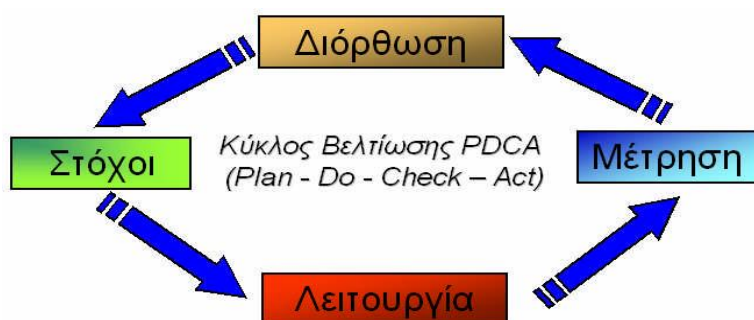 Διόρθωση
Στόχοι
Κύκλος Βελτίωσης PDCA
(Plan - Do - Check – Act)
Μέτρηση
Λειτουργία